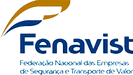 Fenavist
Federação Nacional das Empresas
de Segurança e Transporte de Valores